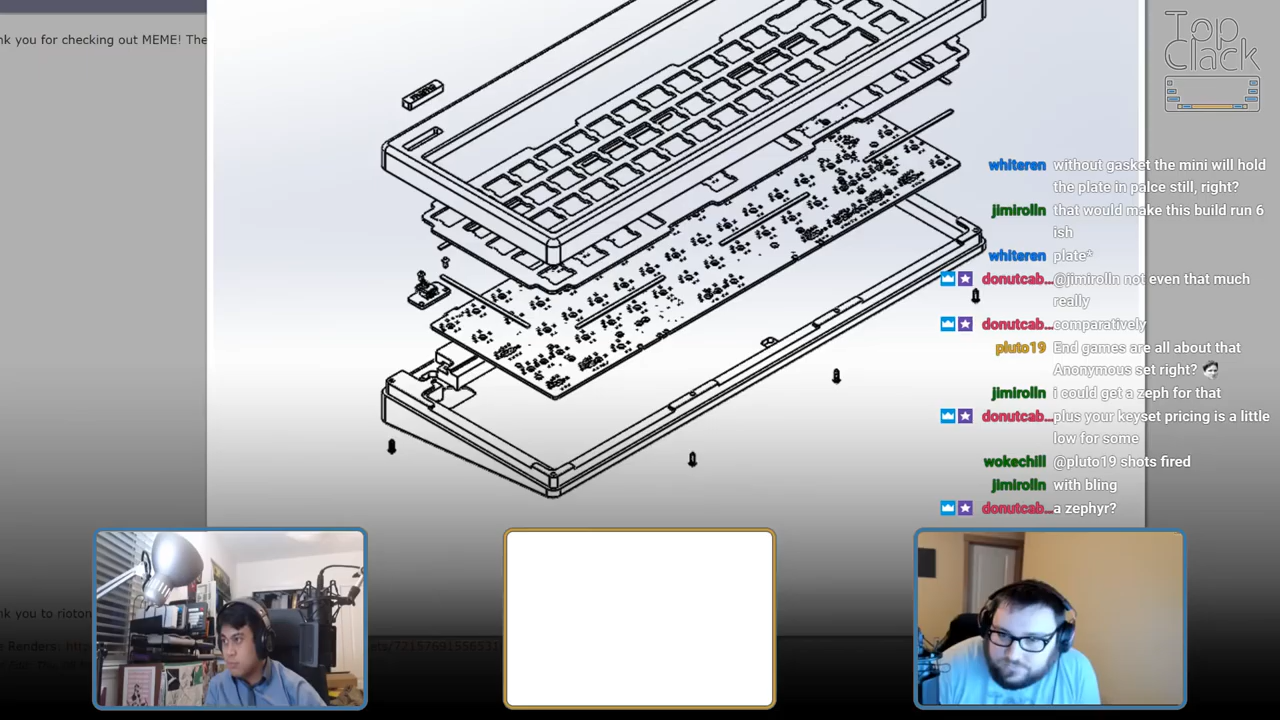 nk you for checking out MEME! The
Top
Clack
whiteren without gasket the mini will hold
the plate in palce still, right?
jimirolln that would make this build run 6
ish
whiteren plate*
donutcab... @jimirolln not even that much
really
donutcab... comparatively
pluto19 End games are all about that
Anonymous set right?
jimirolln i could get a zeph for that
donutcab... plus your keyset pricing is a little
low for some
wokechill @pluto19 shots fired
jimirolln with bling
donutcab... a zephyr?
nk you to rioton
Renders: